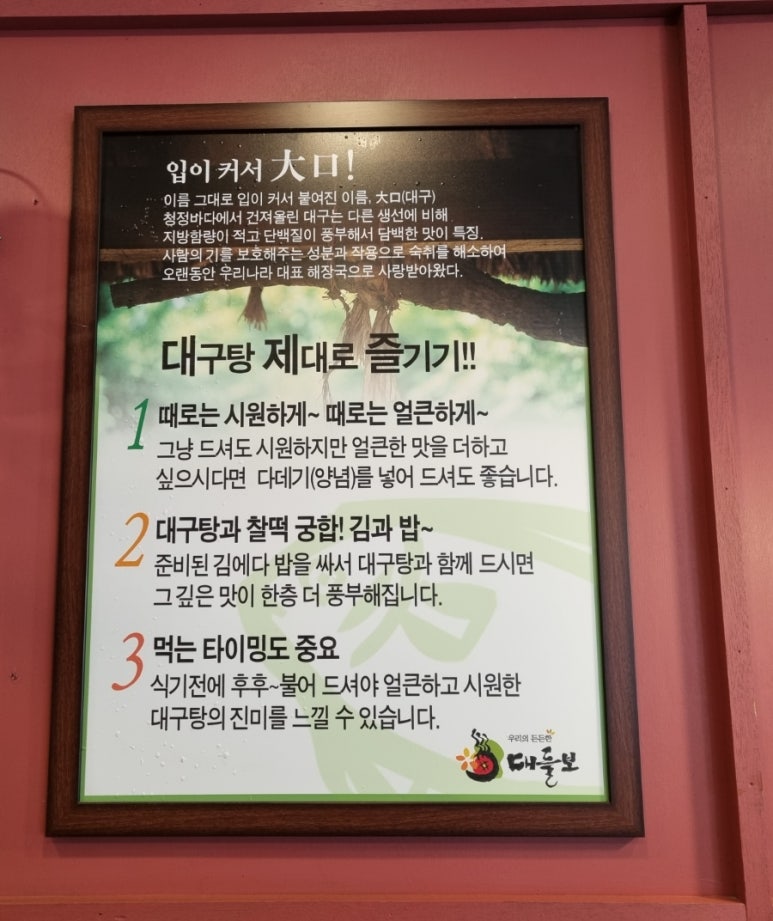 입이 커서 大口!
이름 그대로 입이 커서 붙여진 이름, 大口(대구)
청정바다에서 건져올린 대구는 다른 생선에 비해
지방함량이 적고 단백질이 풍부해서 담백한 맛이 특징.
사람의 기를 보호해주는 성분과 작용으로 숙취를 해소하여
오랜동안 우리나라 대표 해장국으로 사랑받아왔다.
대구탕 제대로 즐기기!!
1 때로는 시원하게~ 때로는 얼큰하게~
그냥 드셔도 시원하지만 얼큰한 맛을 더하고
싶으시다면 다데기(양념)를 넣어 드셔도 좋습니다.
2 대구탕과 찰떡 궁합! 김과 밥~
준비된 김에다 밥을 싸서 대구탕과 함께 드시면
그 깊은 맛이 한층 더 풍부해집니다.
3 먹는 타이밍도 중요
식기전에 후후~불어 드셔야 얼큰하고 시원한
대구탕의 진미를 느낄 수 있습니다.
우리의 든든한
대들보